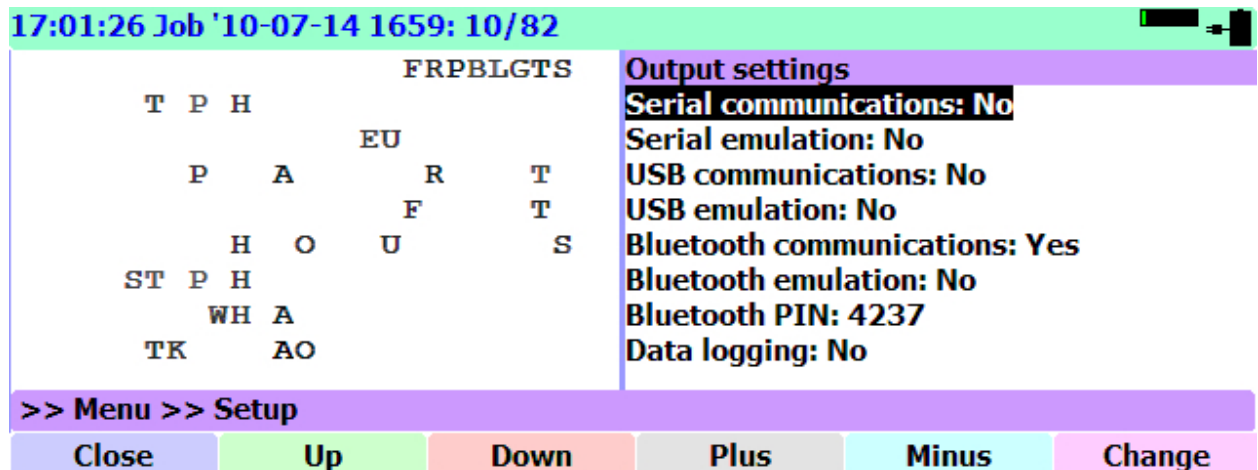 17:01:26 Job '10-07-14 1659: 10/82
FRPBLGTS
T P H
EU
P A R T
F T
H O U S
ST P H
WH A
TK AO
Output settings
Serial communications: No
Serial emulation: No
USB communications: No
USB emulation: No
Bluetooth communications: Yes
Bluetooth emulation: No
Bluetooth PIN: 4237
Data logging: No
>> Menu >> Setup
Close Up Down Plus Minus Change